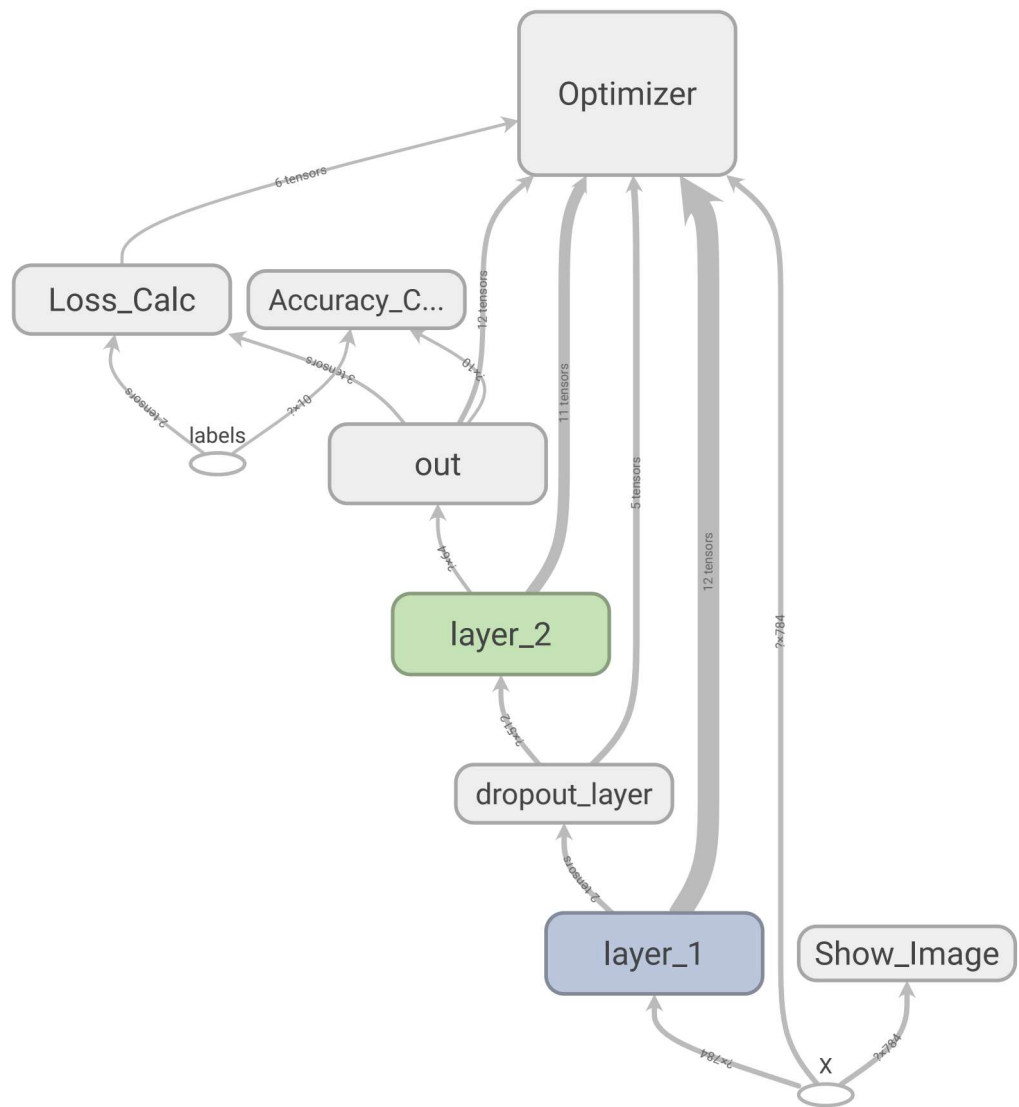 Optimizer
6 tensors
Loss_Calc
Accuracy_C...
12 tensors
3 tensors
?×10
2 tensors
?×10
labels
11 tensors
out
5 tensors
?×64
12 tensors
layer_2
?×784
?×512
dropout_layer
2 tensors
layer_1
Show_Image
?×784
?×784
X